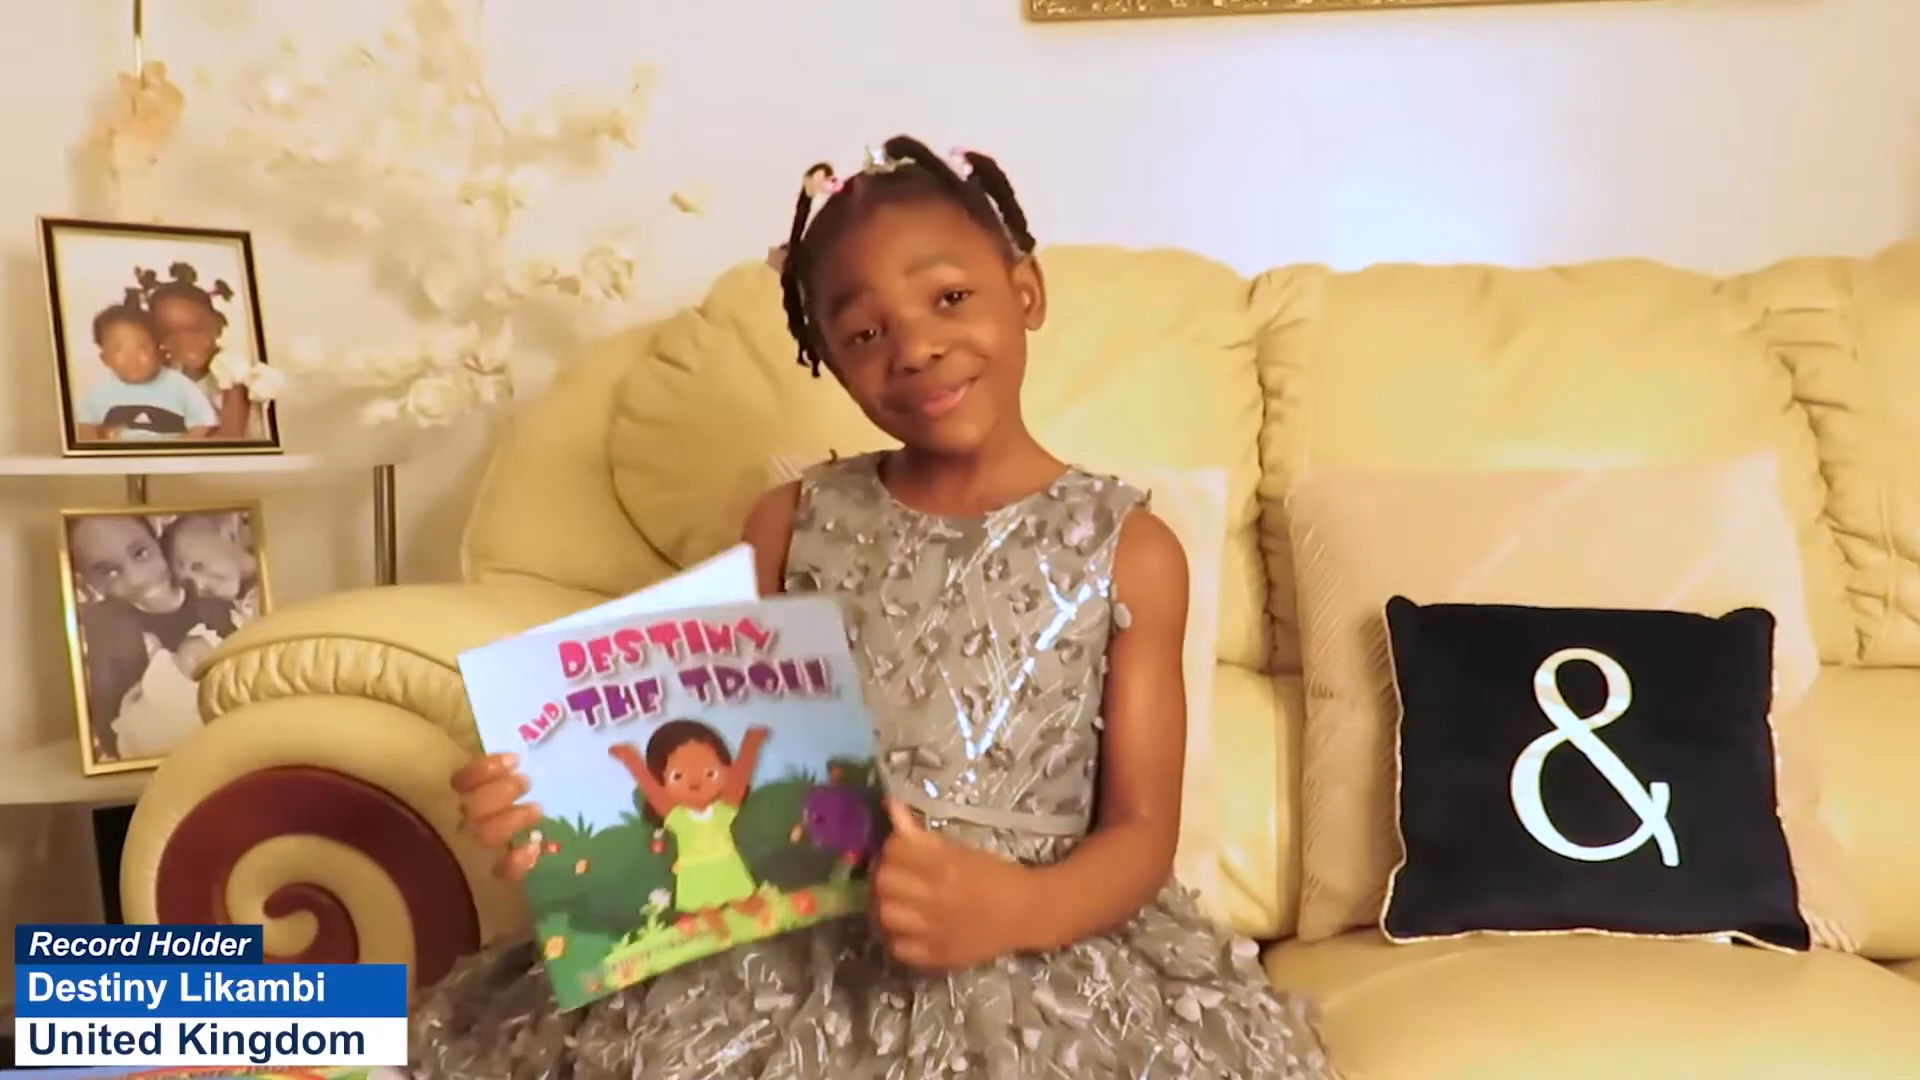 DESTINY
AND THE TROLL
&
Record Holder
Destiny Likambi
United Kingdom